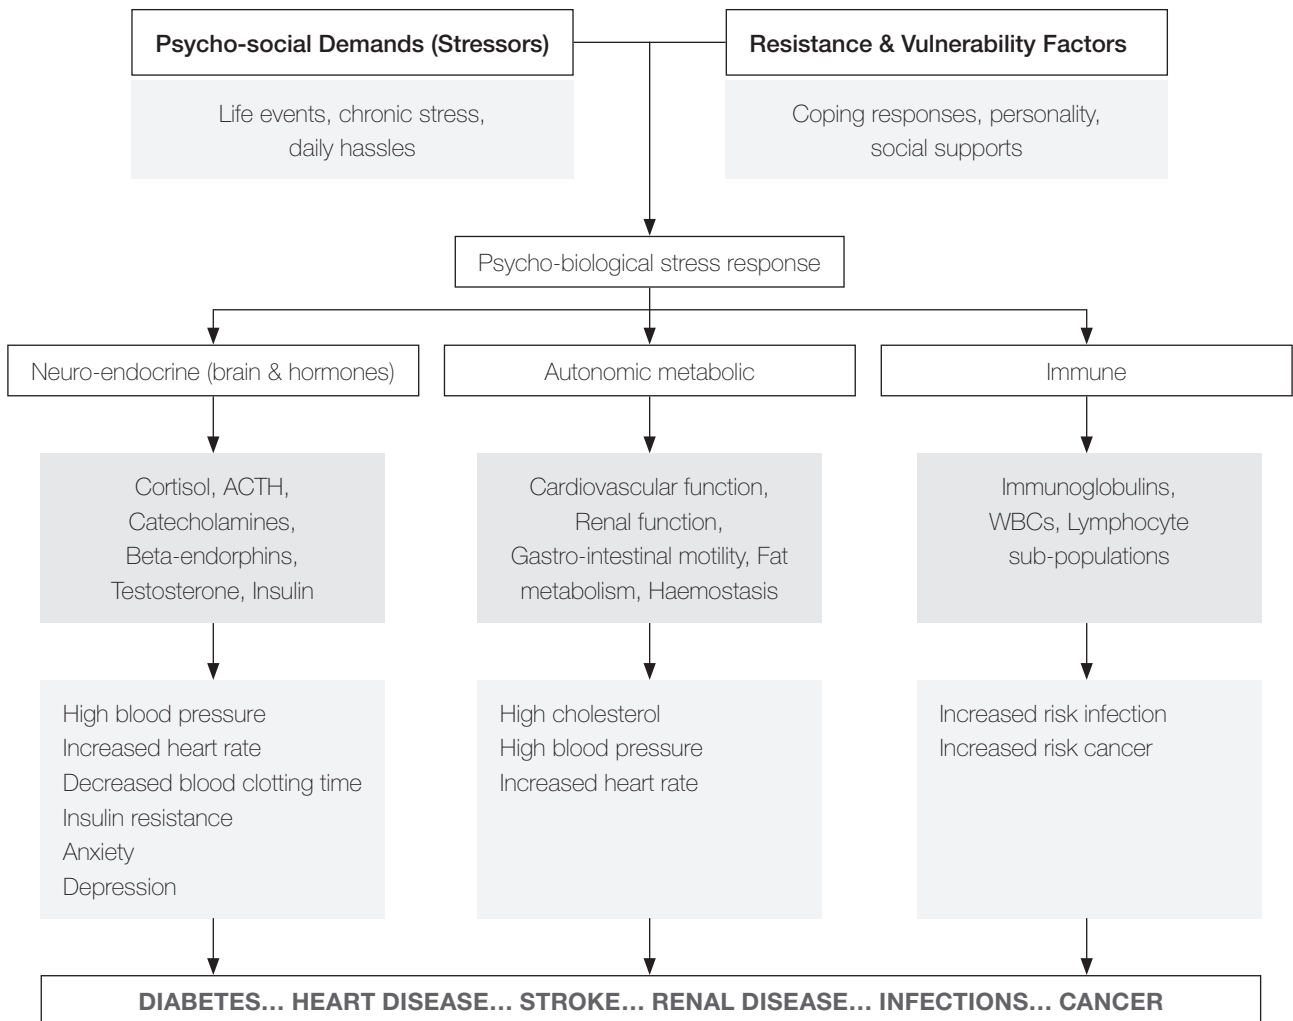 Psycho-social Demands (Stressors)
Resistance & Vulnerability Factors
Life events, chronic stress,
daily hassles
Coping responses, personality,
social supports
Psycho-biological stress response
Neuro-endocrine (brain & hormones)
Autonomic metabolic
Immune
Cortisol, ACTH,
Catecholamines,
Beta-endorphins,
Testosterone, Insulin
Cardiovascular function,
Renal function,
Gastro-intestinal motility, Fat
metabolism, Haemostasis
Immunoglobulins,
WBCs, Lymphocyte
sub-populations
High blood pressure
Increased heart rate
Decreased blood clotting time
Insulin resistance
Anxiety
Depression
High cholesterol
High blood pressure
Increased heart rate
Increased risk infection
Increased risk cancer
DIABETES... HEART DISEASE... STROKE... RENAL DISEASE... INFECTIONS... CANCER